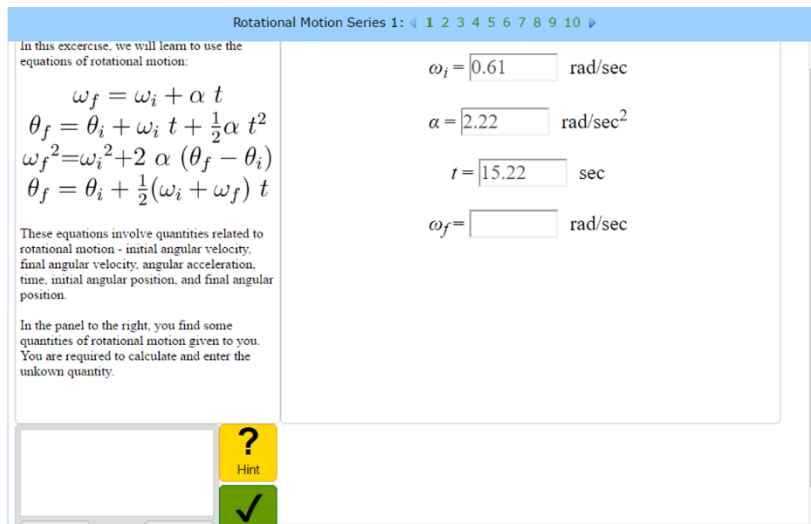 Rotational Motion Series 1: 1 2 3 4 5 6 7 8 9 10
In this excercise, we will learn to use the
equations of rotational motion:
ωf = ωi + α t
θf = θi + ωi t + ½α t²
ωf²=ωi²+2 α (θf − θi)
θf = θi + ½(ωi + ωf) t
These equations involve quantities related to
rotational motion - initial angular velocity,
final angular velocity, angular acceleration,
time, initial angular position, and final angular
position.
In the panel to the right, you find some
quantities of rotational motion given to you.
You are required to calculate and enter the
unkown quantity.
ωi = 0.61 rad/sec
α = 2.22 rad/sec²
t = 15.22 sec
ωf= rad/sec
?
Hint